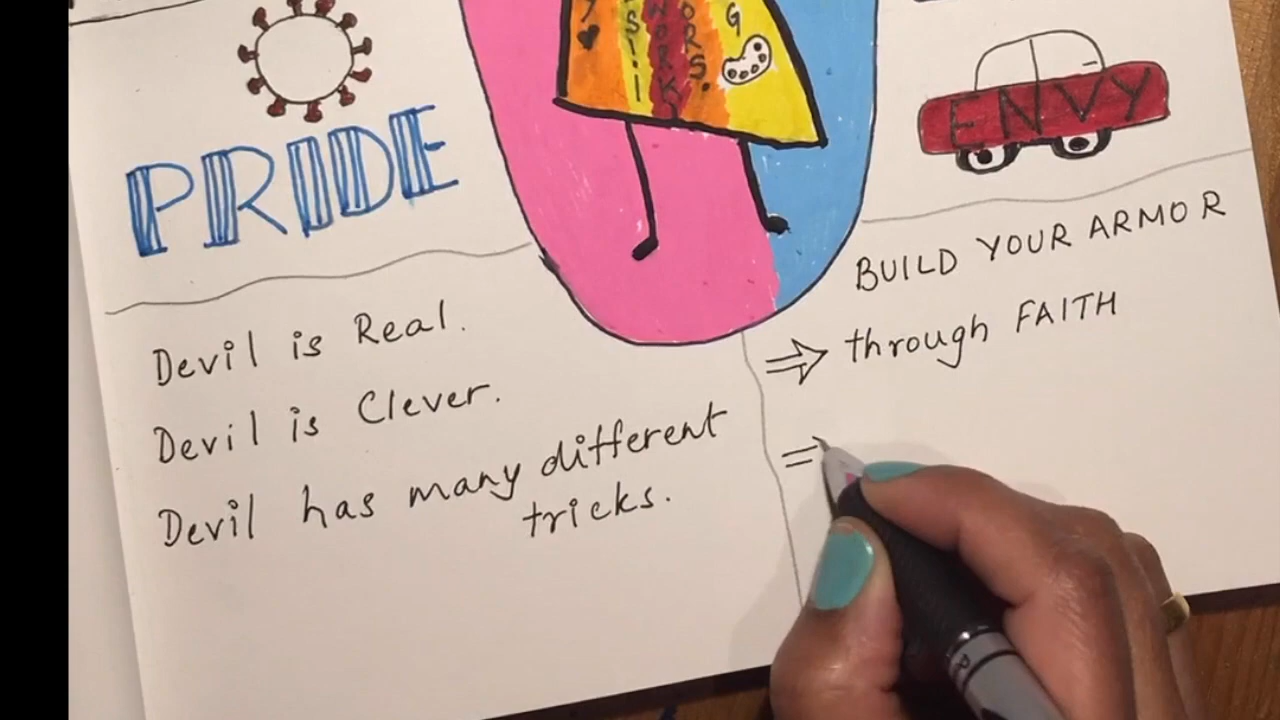 PRIDE
ENVY
Devil is Real.
Devil is Clever.
Devil has many different
tricks.
BUILD YOUR ARMOR
⇒ through FAITH